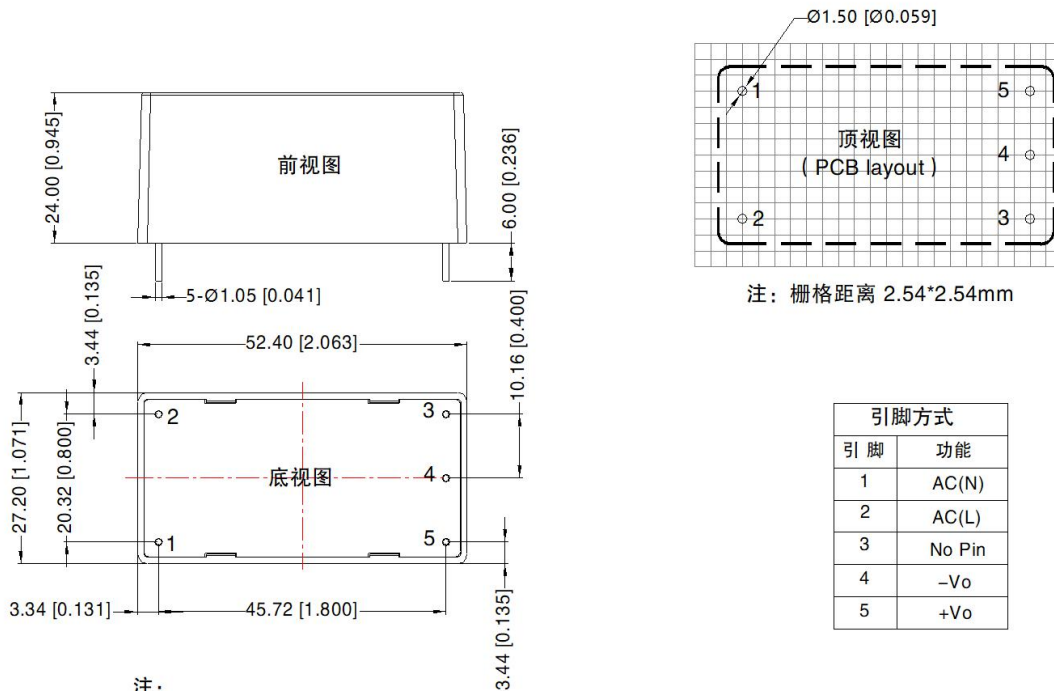 Ø1.50 [Ø0.059]
1
5
顶视图
4
( PCB layout )
2
3
注：栅格距离 2.54*2.54mm
24.00 [0.945]
前视图
6.00 [0.236]
5-Ø1.05 [0.041]
3.44 [0.135]
52.40 [2.063]
10.16 [0.400]
27.20 [1.071]
20.32 [0.800]
2
3
底视图
4
1
5
3.34 [0.131]
45.72 [1.800]
3.44 [0.135]
引脚方式
引 脚 功能
1 AC(N)
2 AC(L)
3 No Pin
4 −Vo
5 +Vo
注：